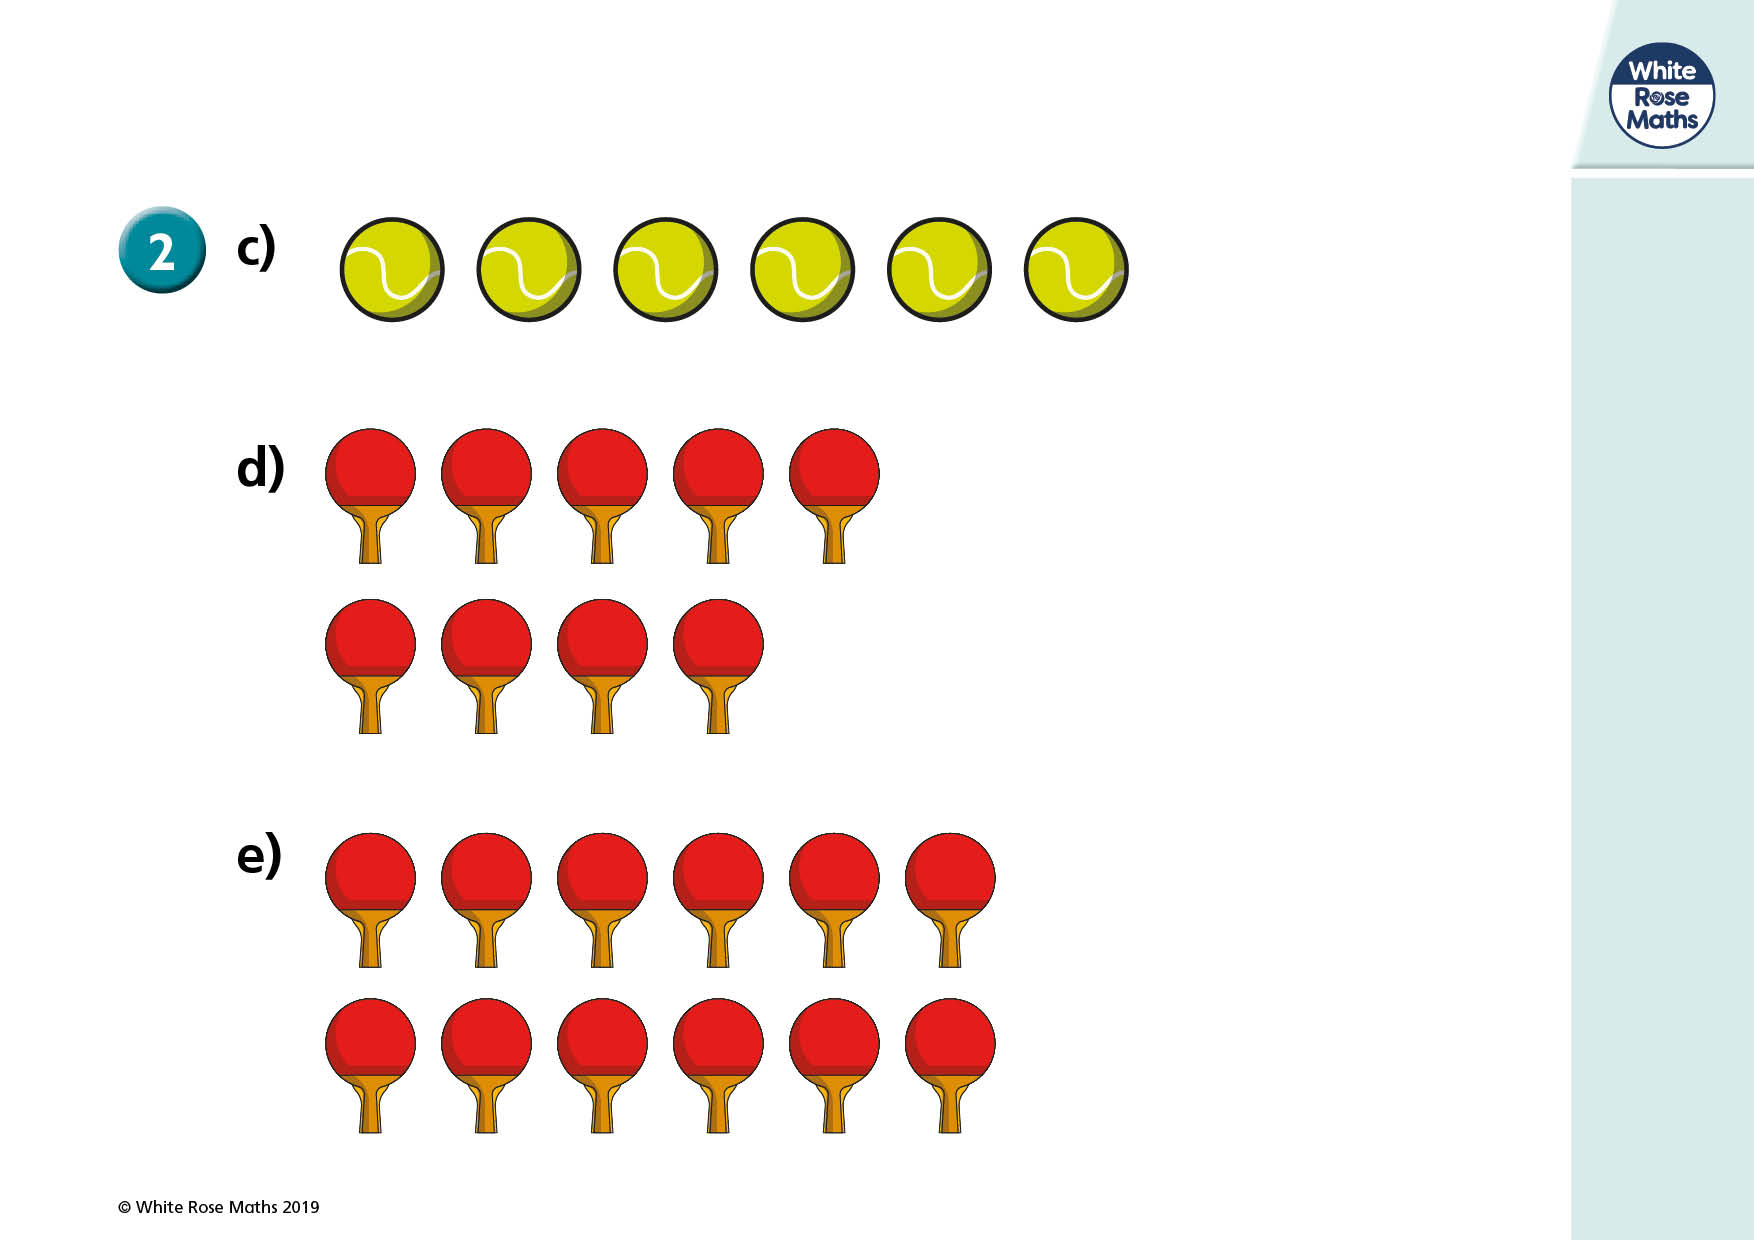 White
Rose
Maths
2 c)
d)
e)
© White Rose Maths 2019